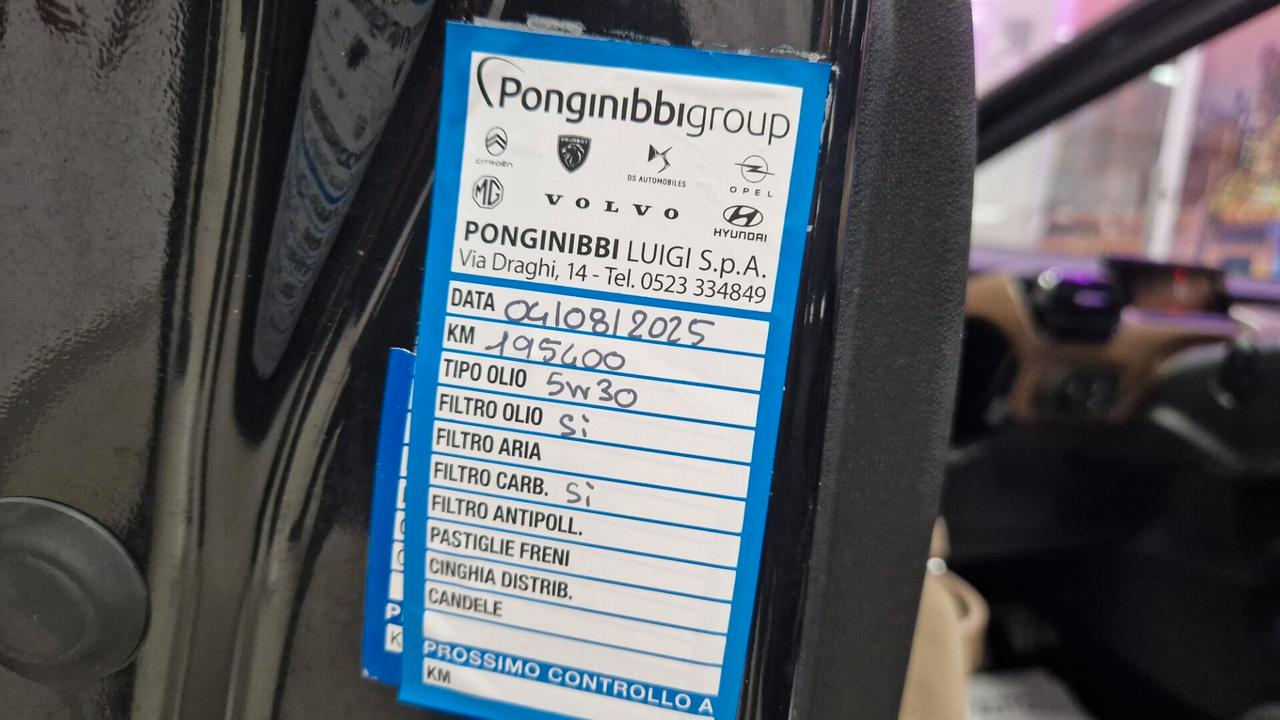 Ponginibbigroup
CITROËN PEUGEOT DS AUTOMOBILES OPEL
MG VOLVO HYUNDAI
PONGINIBBI LUIGI S.p.A.
Via Draghi, 14 - Tel. 0523 334849
DATA 04/08/2025
KM 195400
TIPO OLIO 5W30
FILTRO OLIO Si
FILTRO ARIA
FILTRO CARB. Si
FILTRO ANTIPOLL.
PASTIGLIE FRENI
CINGHIA DISTRIB.
CANDELE
PROSSIMO CONTROLLO A
KM
P
K